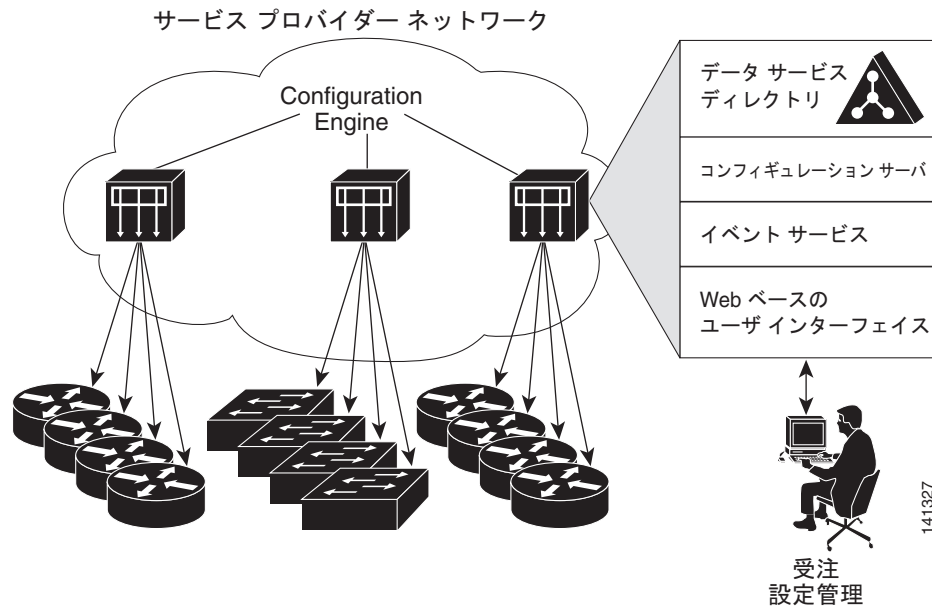 サービス プロバイダー ネットワーク
Configuration
Engine
データ サービス
ディレクトリ
コンフィギュレーション サーバ
イベント サービス
Web ベースの
ユーザ インターフェイス
141327
受注
設定管理